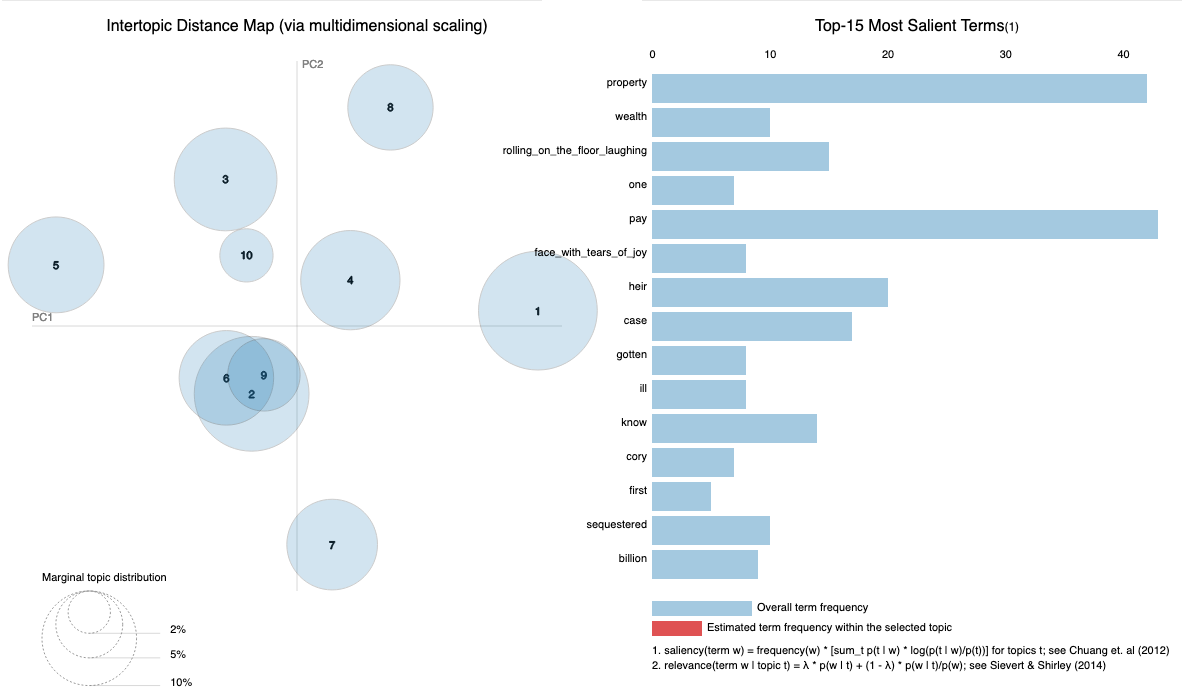 Intertopic Distance Map (via multidimensional scaling)
PC2
8
3
5
10
4
1
PC1
6
9
2
7
Marginal topic distribution
2%
5%
10%
Top-15 Most Salient Terms(1)
0 10 20 30 40
property
wealth
rolling_on_the_floor_laughing
one
pay
face_with_tears_of_joy
heir
case
gotten
ill
know
cory
first
sequestered
billion
Overall term frequency
Estimated term frequency within the selected topic
1. saliency(term w) = frequency(w) * [sum_t p(t | w) * log(p(t | w)/p(t))] for topics t; see Chuang et. al (2012)
2. relevance(term w | topic t) = λ * p(w | t) + (1 - λ) * p(w | t)/p(w); see Sievert & Shirley (2014)